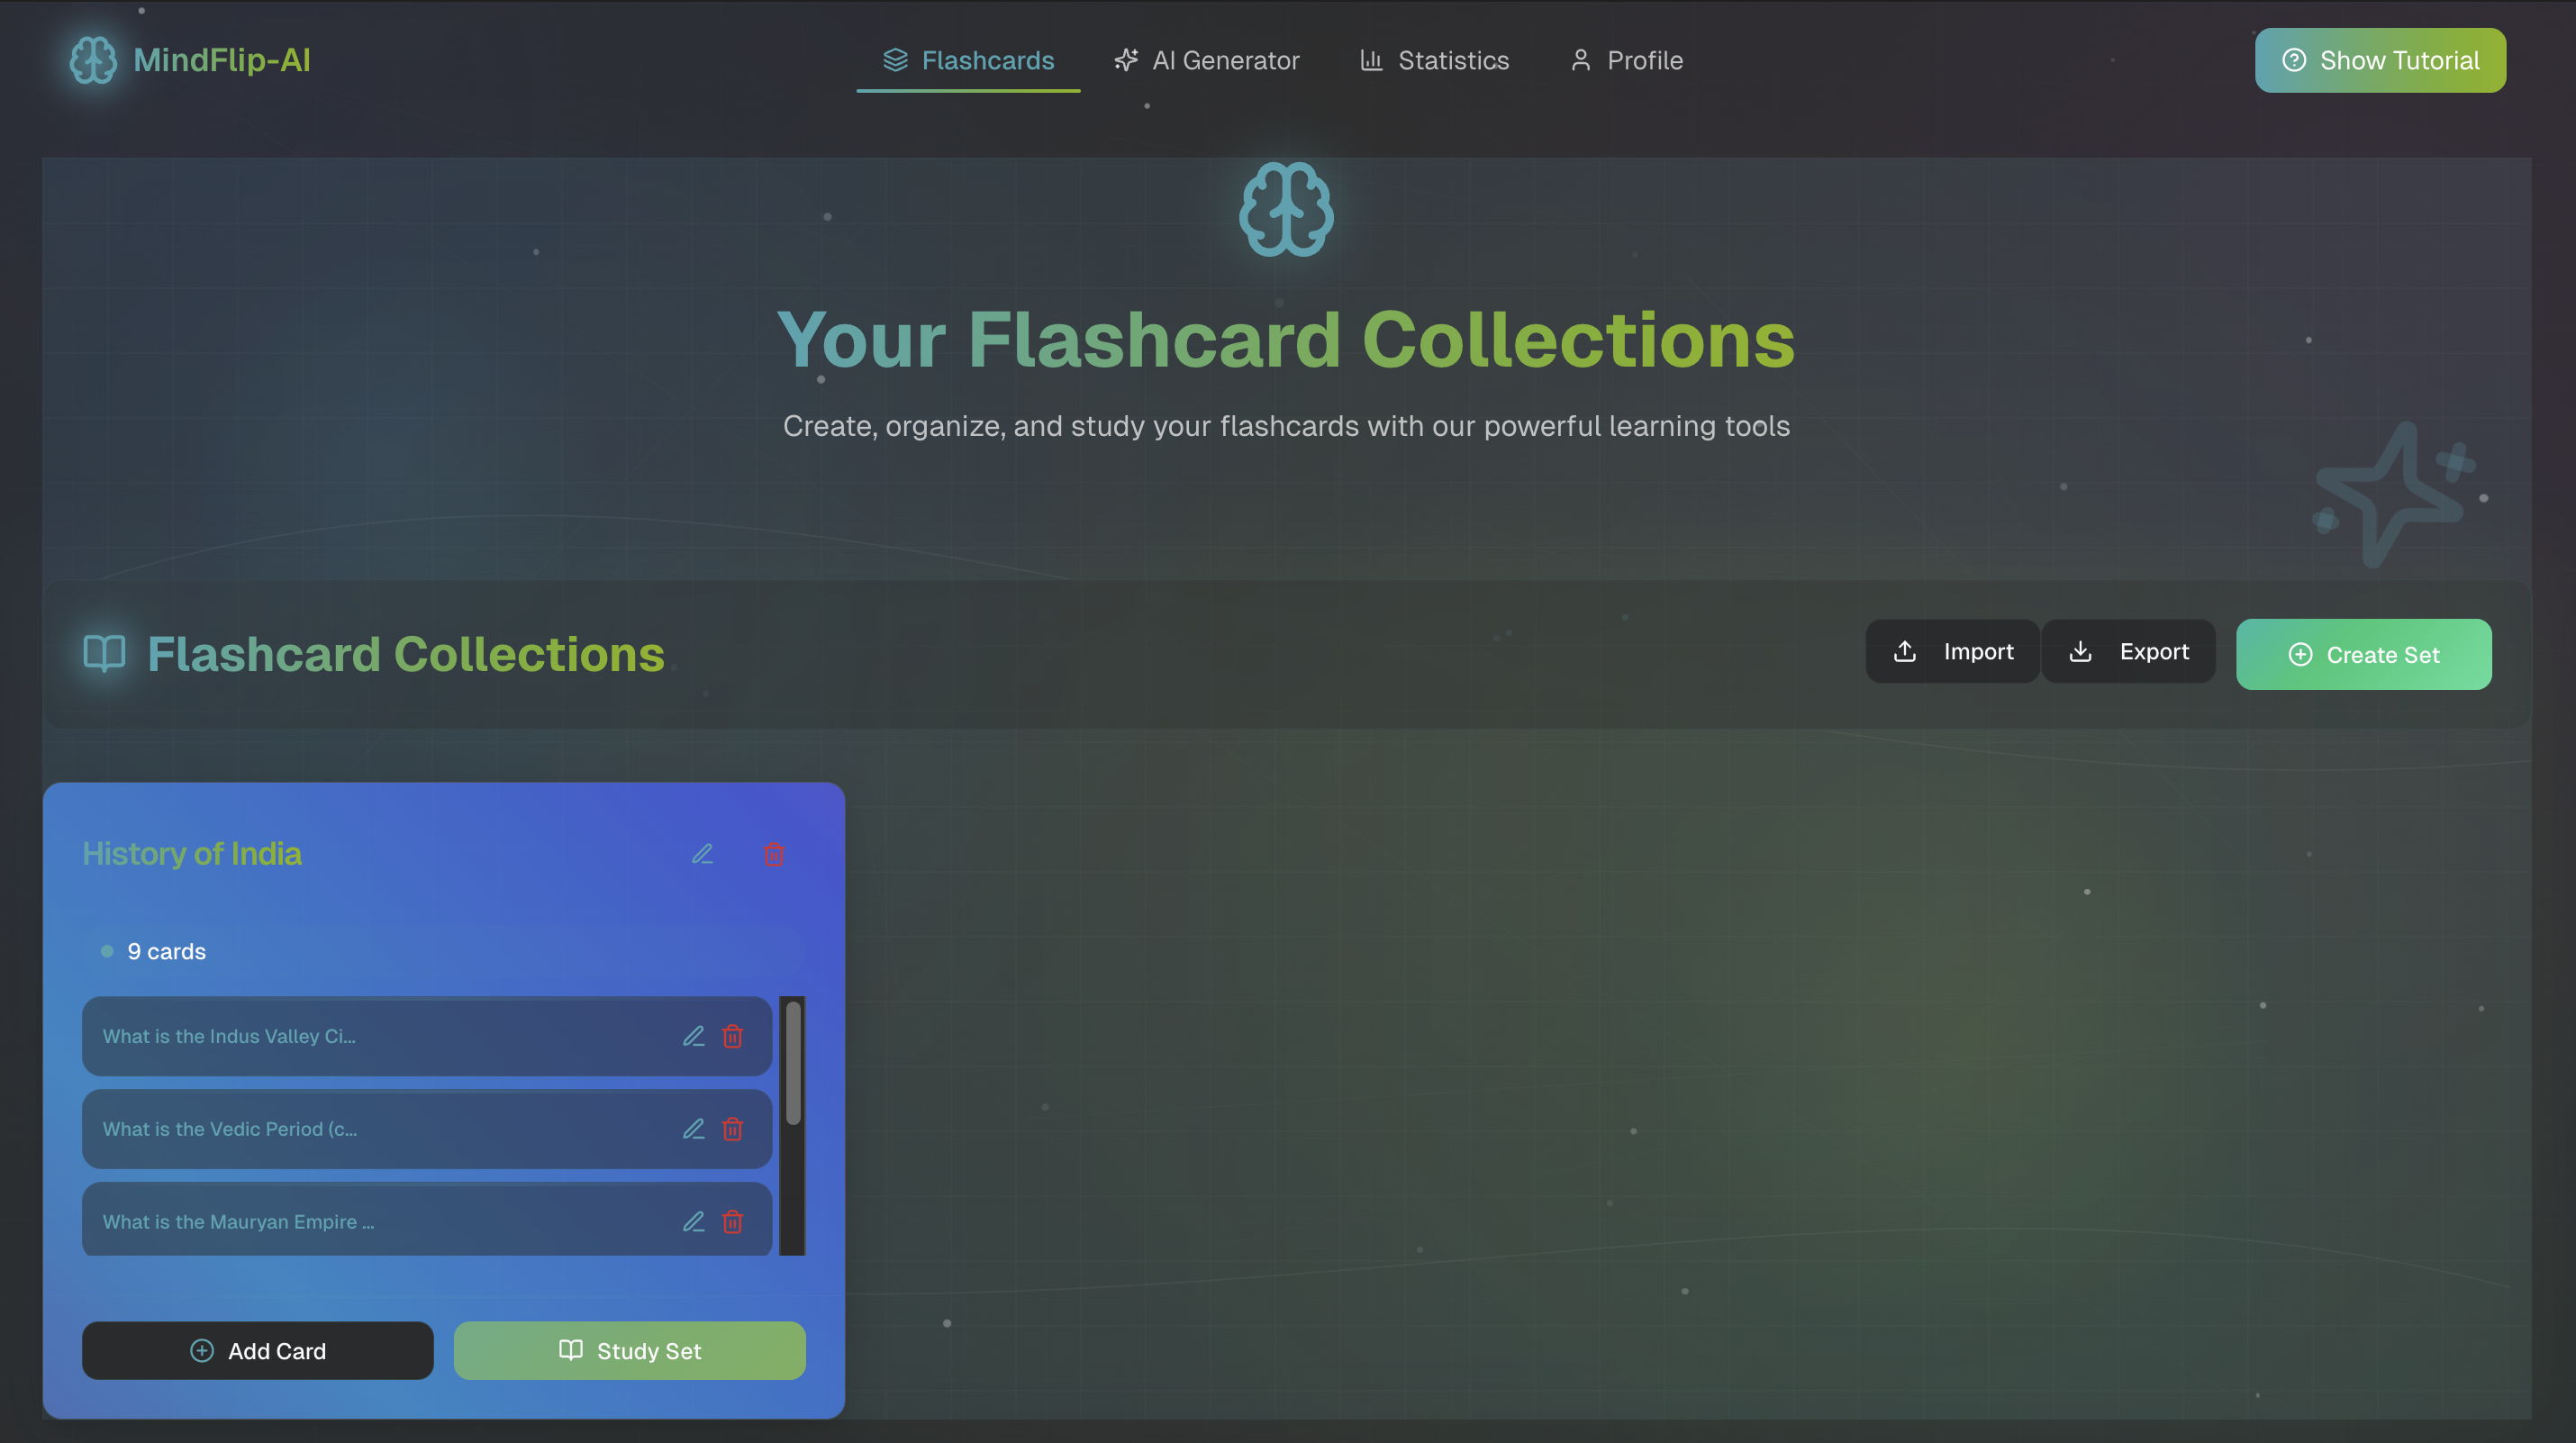 MindFlip-AI
Flashcards
AI Generator
Statistics
Profile
Show Tutorial
Your Flashcard Collections
Create, organize, and study your flashcards with our powerful learning tools
Flashcard Collections
Import
Export
Create Set
History of India
9 cards
What is the Indus Valley Ci...
What is the Vedic Period (c...
What is the Mauryan Empire ...
Add Card
Study Set